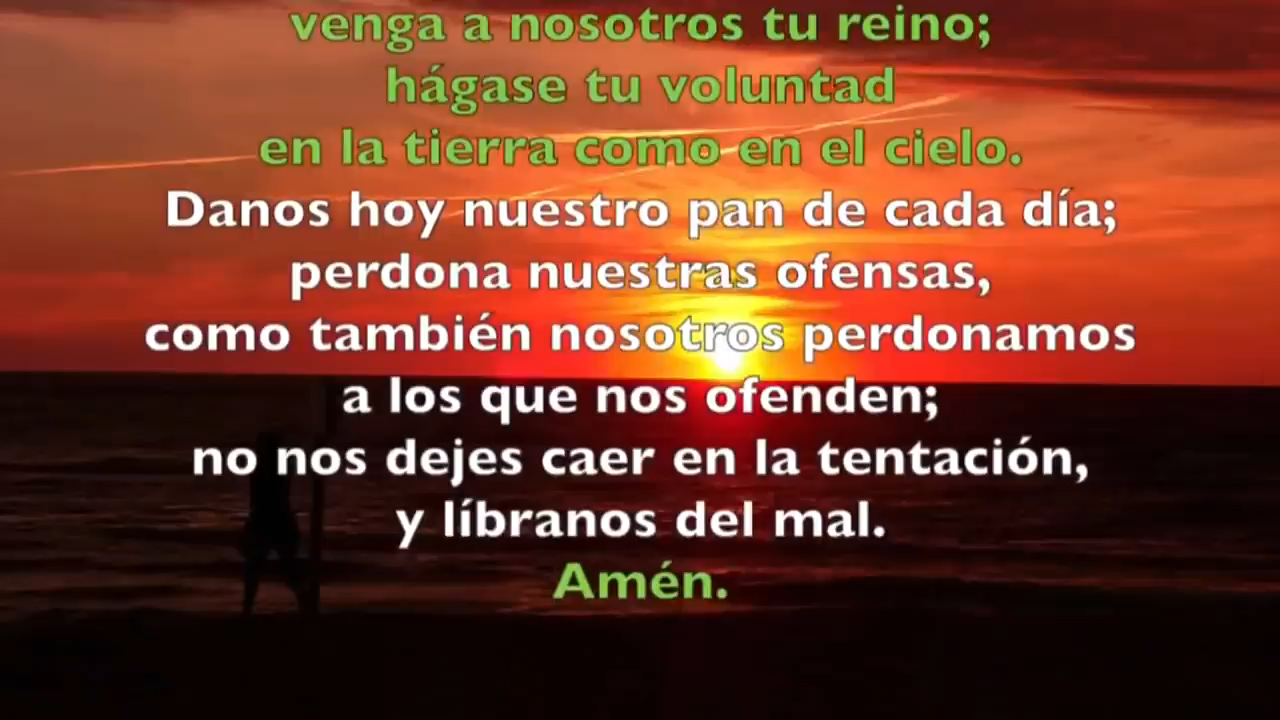 venga a nosotros tu reino;
hágase tu voluntad
en la tierra como en el cielo.
Danos hoy nuestro pan de cada día;
perdona nuestras ofensas,
como también nosotros perdonamos
a los que nos ofenden;
no nos dejes caer en la tentación,
y líbranos del mal.
Amén.